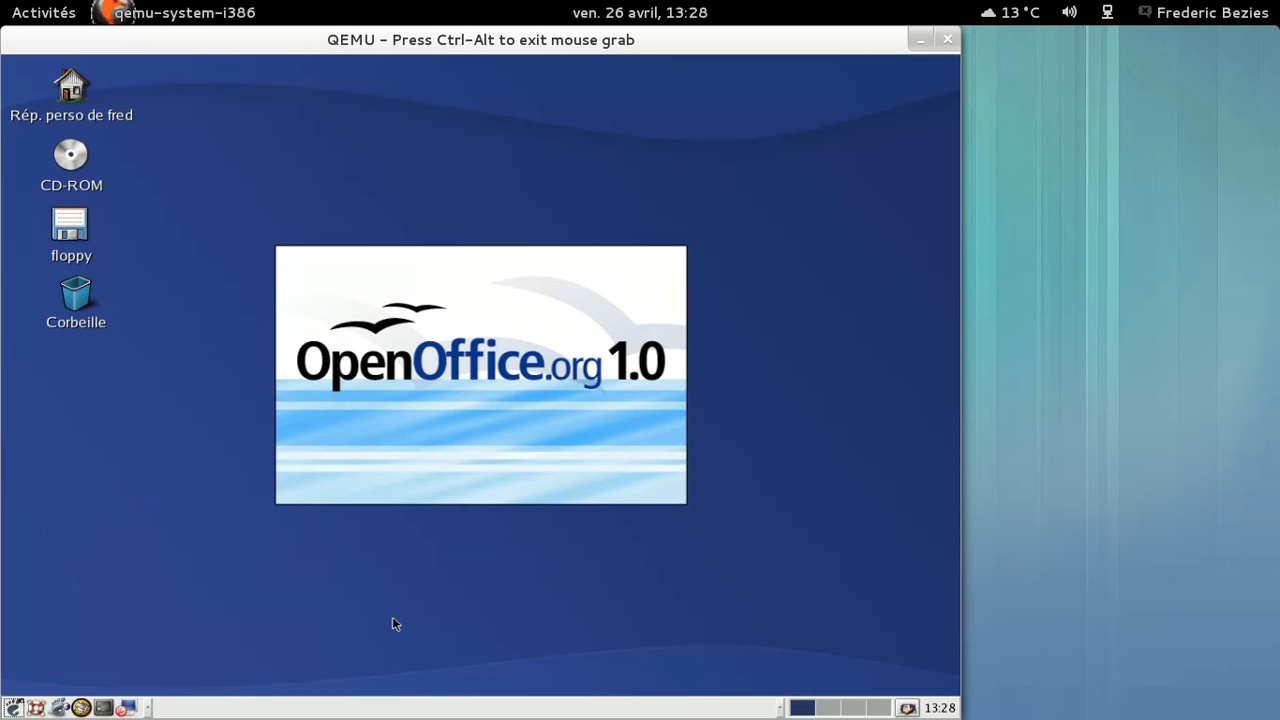 Activités qemu-system-i386 ven. 26 avril, 13:28 13 °C Frederic Bezies
QEMU - Press Ctrl-Alt to exit mouse grab
Rép. perso de fred
CD-ROM
floppy
Corbeille
OpenOffice.org 1.0
13:28